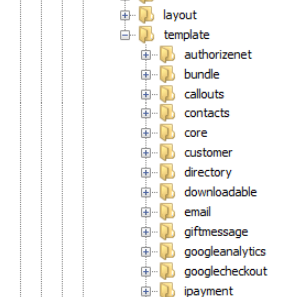 layout
template
authorizenet
bundle
callouts
contacts
core
customer
directory
downloadable
email
giftmessage
googleanalytics
googlecheckout
ipayment